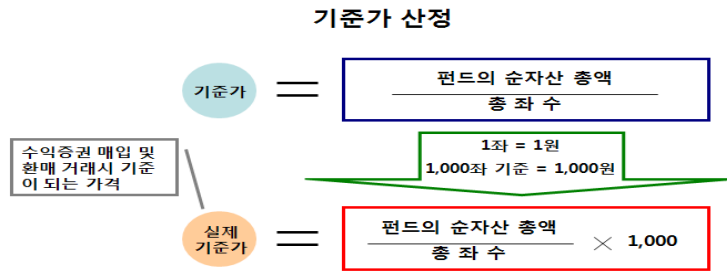 기준가 산정
기준가
펀드의 순자산 총액
총 좌 수
수익증권 매입 및
환매 거래시 기준
이 되는 가격
1좌 = 1원
1,000좌 기준 = 1,000원
실제
기준가
펀드의 순자산 총액
총 좌 수
× 1,000